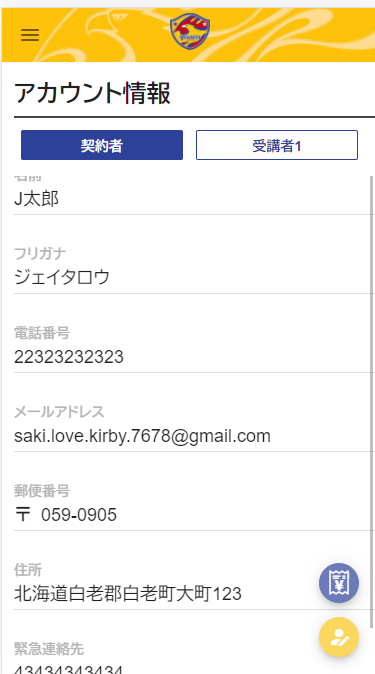 アカウント情報
契約者
受講者1
名前
J太郎
フリガナ
ジェイタロウ
電話番号
22323232323
メールアドレス
saki.love.kirby.7678@gmail.com
郵便番号
〒 059-0905
住所
北海道白老郡白老町大町123
緊急連絡先
43434343434